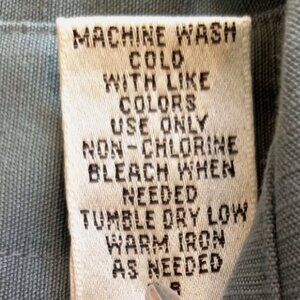 MACHINE WASH
COLD
WITH LIKE
COLORS
USE ONLY
NON-CHLORINE
BLEACH WHEN
NEEDED
TUMBLE DRY LOW
WARM IRON
AS NEEDED